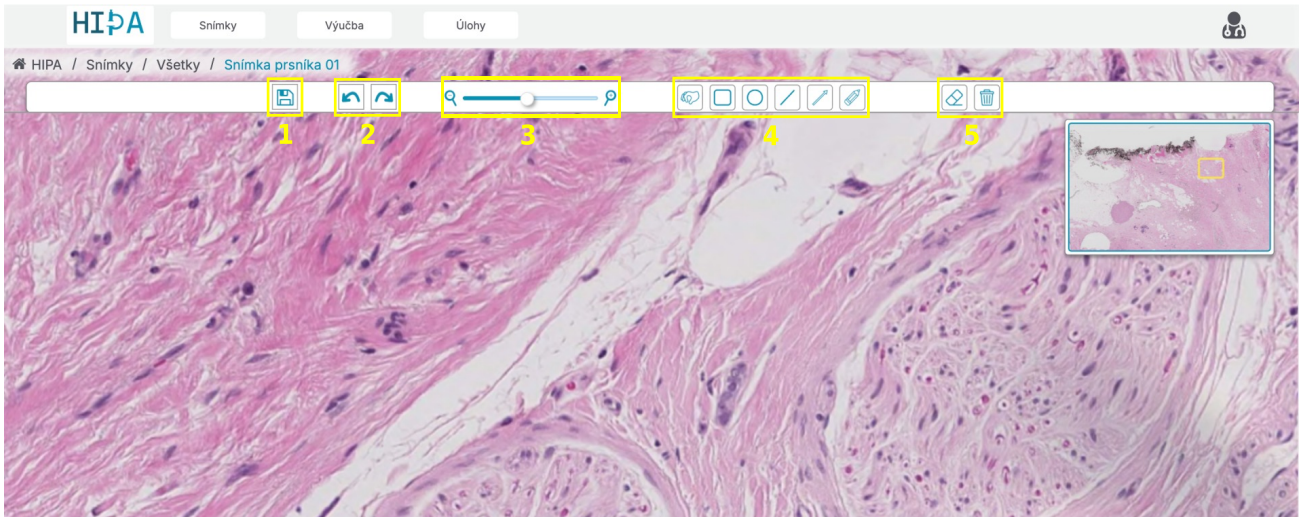 HIPA Snímky Výučba Úlohy
HIPA / Snímky / Všetky / Snímka prsníka 01
1 2 3 4 5